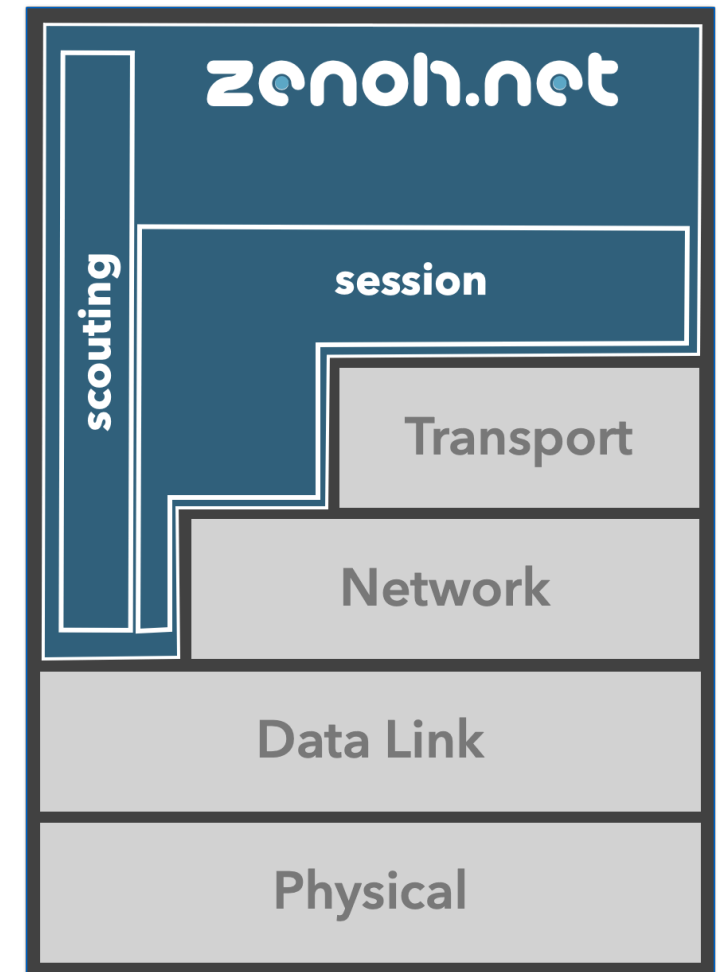 zenoh.net
scouting
session
Transport
Network
Data Link
Physical